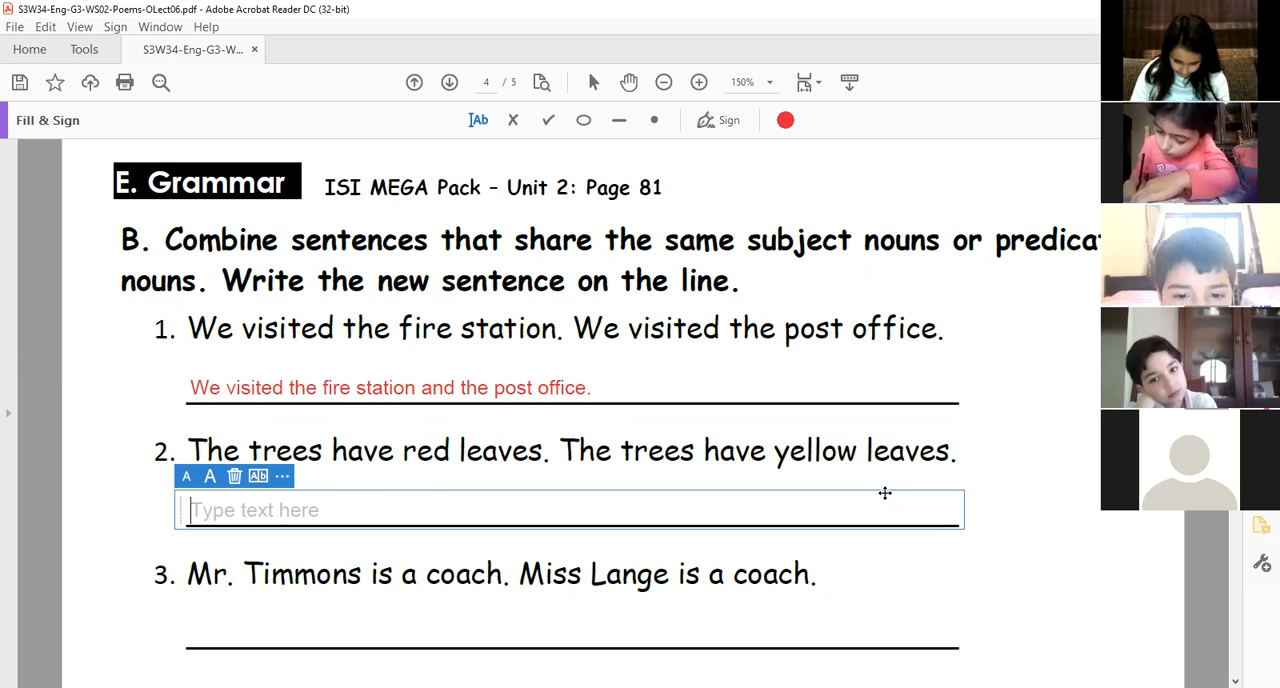 S3W34-Eng-G3-WS02-Poems-OLect06.pdf - Adobe Acrobat Reader DC (32-bit)
File Edit View Sign Window Help
Home Tools S3W34-Eng-G3-W... ×
4 / 5 150%
Fill & Sign Ab Sign
E. Grammar ISI MEGA Pack - Unit 2: Page 81
B. Combine sentences that share the same subject nouns or predica
nouns. Write the new sentence on the line.
1. We visited the fire station. We visited the post office.
We visited the fire station and the post office.
2. The trees have red leaves. The trees have yellow leaves.
A A Ab ...
Type text here
3. Mr. Timmons is a coach. Miss Lange is a coach.